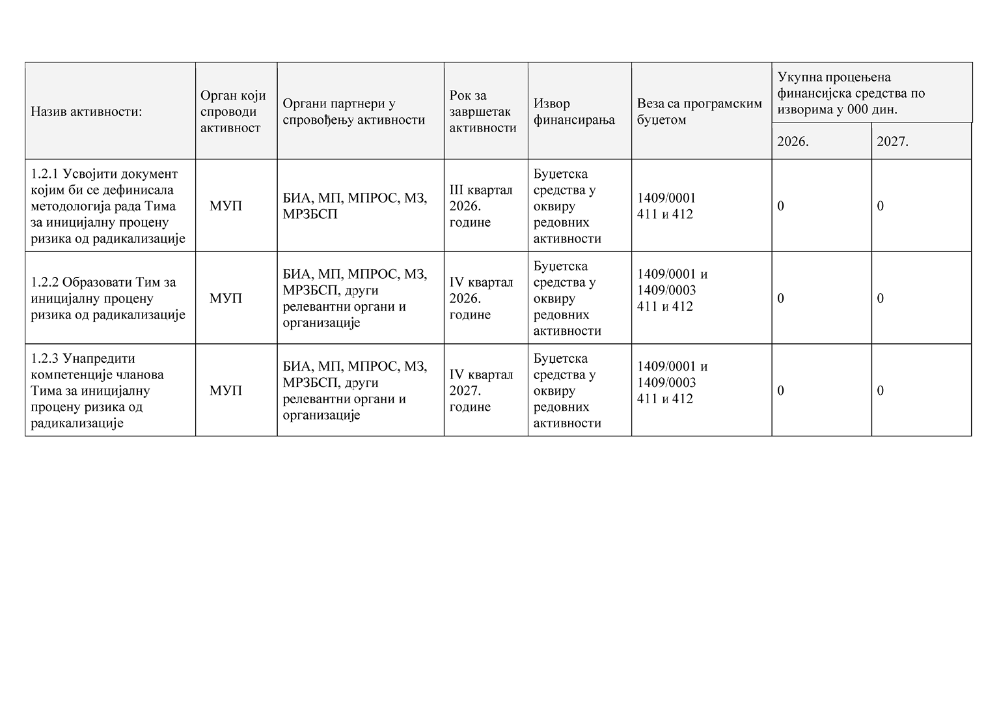 Назив активности:
Орган који
спроводи
активност
Органи партнери у
спровођењу активности
Рок за
завршетак
активности
Извор
финансирања
Веза са програмским
буџетом
Укупна процењена
финансијска средства по
изворима у 000 дин.
2026.
2027.
1.2.1 Усвојити документ
којим би се дефинисала
методологија рада Тима
за иницијалну процену
ризика од радикализације
МУП
БИА, МП, МПРОС, МЗ,
МРЗБСП
III квартал
2026.
године
Буџетска
средства у
оквиру
редовних
активности
1409/0001
411 и 412
0
0
1.2.2 Образовати Тим за
иницијалну процену
ризика од радикализације
МУП
БИА, МП, МПРОС, МЗ,
МРЗБСП, други
релевантни органи и
организације
IV квартал
2026.
године
Буџетска
средства у
оквиру
редовних
активности
1409/0001 и
1409/0003
411 и 412
0
0
1.2.3 Унапредити
компетенције чланова
Тима за иницијалну
процену ризика од
радикализације
МУП
БИА, МП, МПРОС, МЗ,
МРЗБСП, други
релевантни органи и
организације
IV квартал
2027.
године
Буџетска
средства у
оквиру
редовних
активности
1409/0001 и
1409/0003
411 и 412
0
0